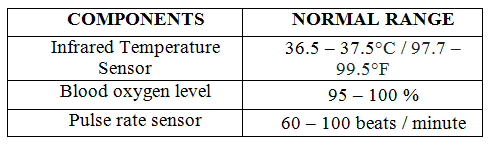 COMPONENTS NORMAL RANGE
Infrared Temperature Sensor 36.5 – 37.5°C / 97.7 – 99.5°F
Blood oxygen level 95 – 100 %
Pulse rate sensor 60 – 100 beats / minute